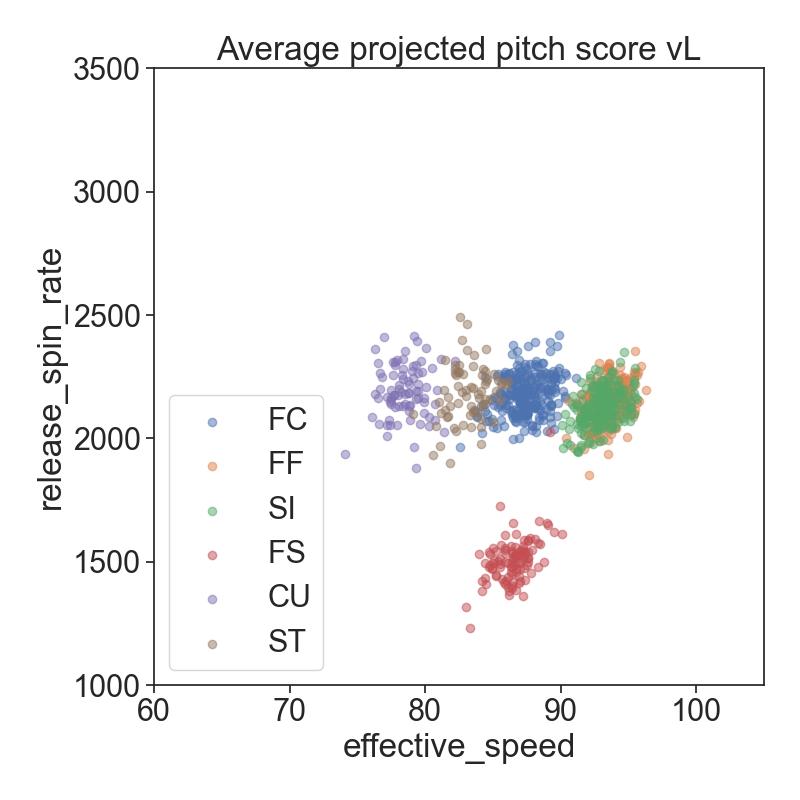 Average projected pitch score vL
3500
3000
2500
2000
1500
1000
release_spin_rate
FC
FF
SI
FS
CU
ST
60
70
80
90
100
effective_speed